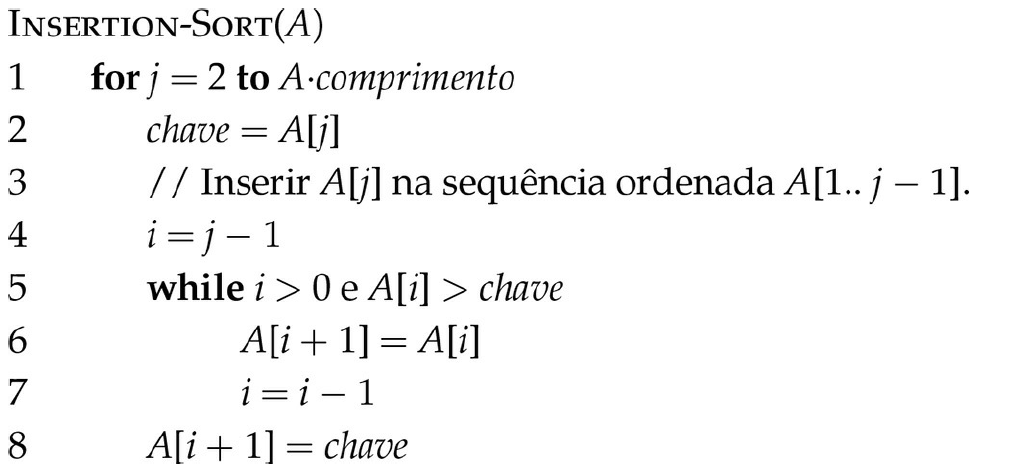 INSERTION-SORT(A)
1 for j = 2 to A·comprimento
2 chave = A[j]
3 // Inserir A[j] na sequência ordenada A[1.. j − 1].
4 i = j − 1
5 while i > 0 e A[i] > chave
6 A[i + 1] = A[i]
7 i = i − 1
8 A[i + 1] = chave